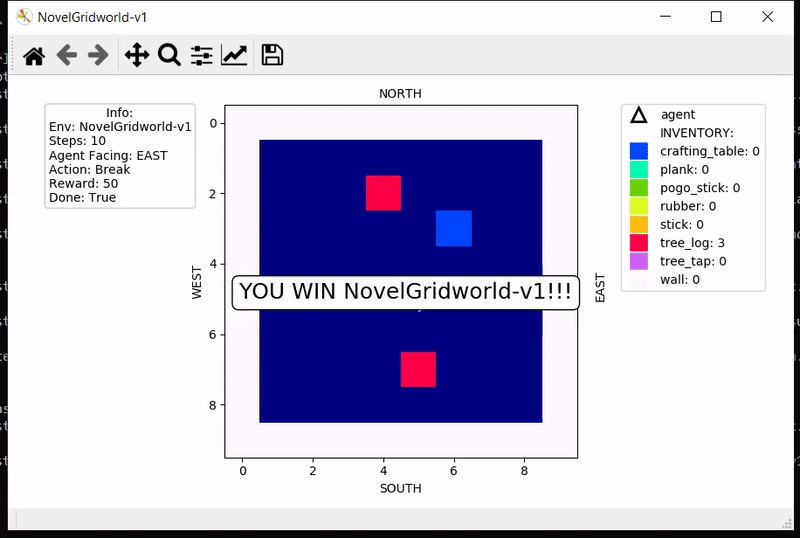 NovelGridworld-v1
NORTH
Info:
Env: NovelGridworld-v1
Steps: 10
Agent Facing: EAST
Action: Break
Reward: 50
Done: True
0
2
4
6
8
WEST
YOU WIN NovelGridworld-v1!!!
EAST
0 2 4 6 8
SOUTH
agent
INVENTORY:
crafting_table: 0
plank: 0
pogo_stick: 0
rubber: 0
stick: 0
tree_log: 3
tree_tap: 0
wall: 0